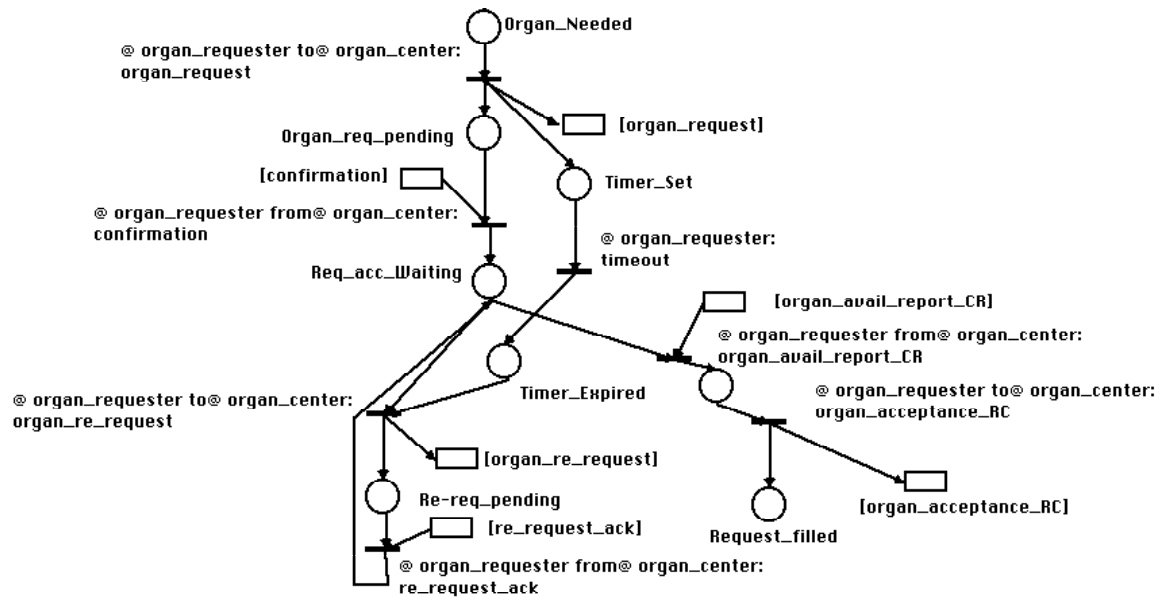 Organ_Needed
@ organ_requester to@ organ_center:
organ_request
[organ_request]
Organ_req_pending
[confirmation]
Timer_Set
@ organ_requester from@ organ_center:
confirmation
@ organ_requester:
timeout
Req_acc_Waiting
[organ_avail_report_CR]
@ organ_requester from@ organ_center:
organ_avail_report_CR
Timer_Expired
@ organ_requester to@ organ_center:
organ_acceptance_RC
@ organ_requester to@ organ_center:
organ_re_request
[organ_re_request]
Re-req_pending
[organ_acceptance_RC]
[re_request_ack]
Request_filled
@ organ_requester from@ organ_center:
re_request_ack